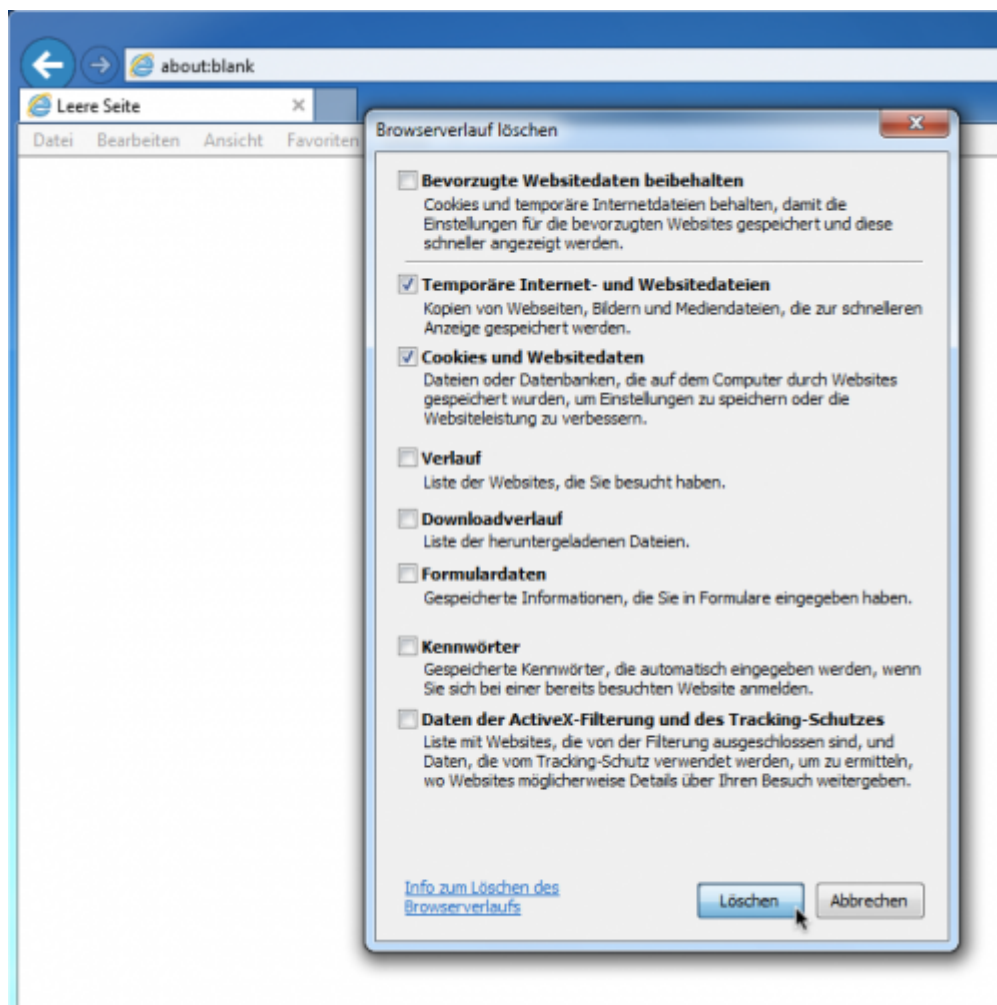 about:blank
Leere Seite
Datei Bearbeiten Ansicht Favoriten
Browserverlauf löschen
Bevorzugte Websitedaten beibehalten
Cookies und temporäre Internetdateien behalten, damit die
Einstellungen für die bevorzugten Websites gespeichert und diese
schneller angezeigt werden.
Temporäre Internet- und Websitedateien
Kopien von Webseiten, Bildern und Mediendateien, die zur schnelleren
Anzeige gespeichert werden.
Cookies und Websitedaten
Dateien oder Datenbanken, die auf dem Computer durch Websites
gespeichert wurden, um Einstellungen zu speichern oder die
Websiteleistung zu verbessern.
Verlauf
Liste der Websites, die Sie besucht haben.
Downloadverlauf
Liste der heruntergeladenen Dateien.
Formulardaten
Gespeicherte Informationen, die Sie in Formulare eingegeben haben.
Kennwörter
Gespeicherte Kennwörter, die automatisch eingegeben werden, wenn
Sie sich bei einer bereits besuchten Website anmelden.
Daten der ActiveX-Filterung und des Tracking-Schutzes
Liste mit Websites, die von der Filterung ausgeschlossen sind, und
Daten, die vom Tracking-Schutz verwendet werden, um zu ermitteln,
wo Websites möglicherweise Details über Ihren Besuch weitergeben.
Info zum Löschen des
Browserverlaufs
Löschen
Abbrechen